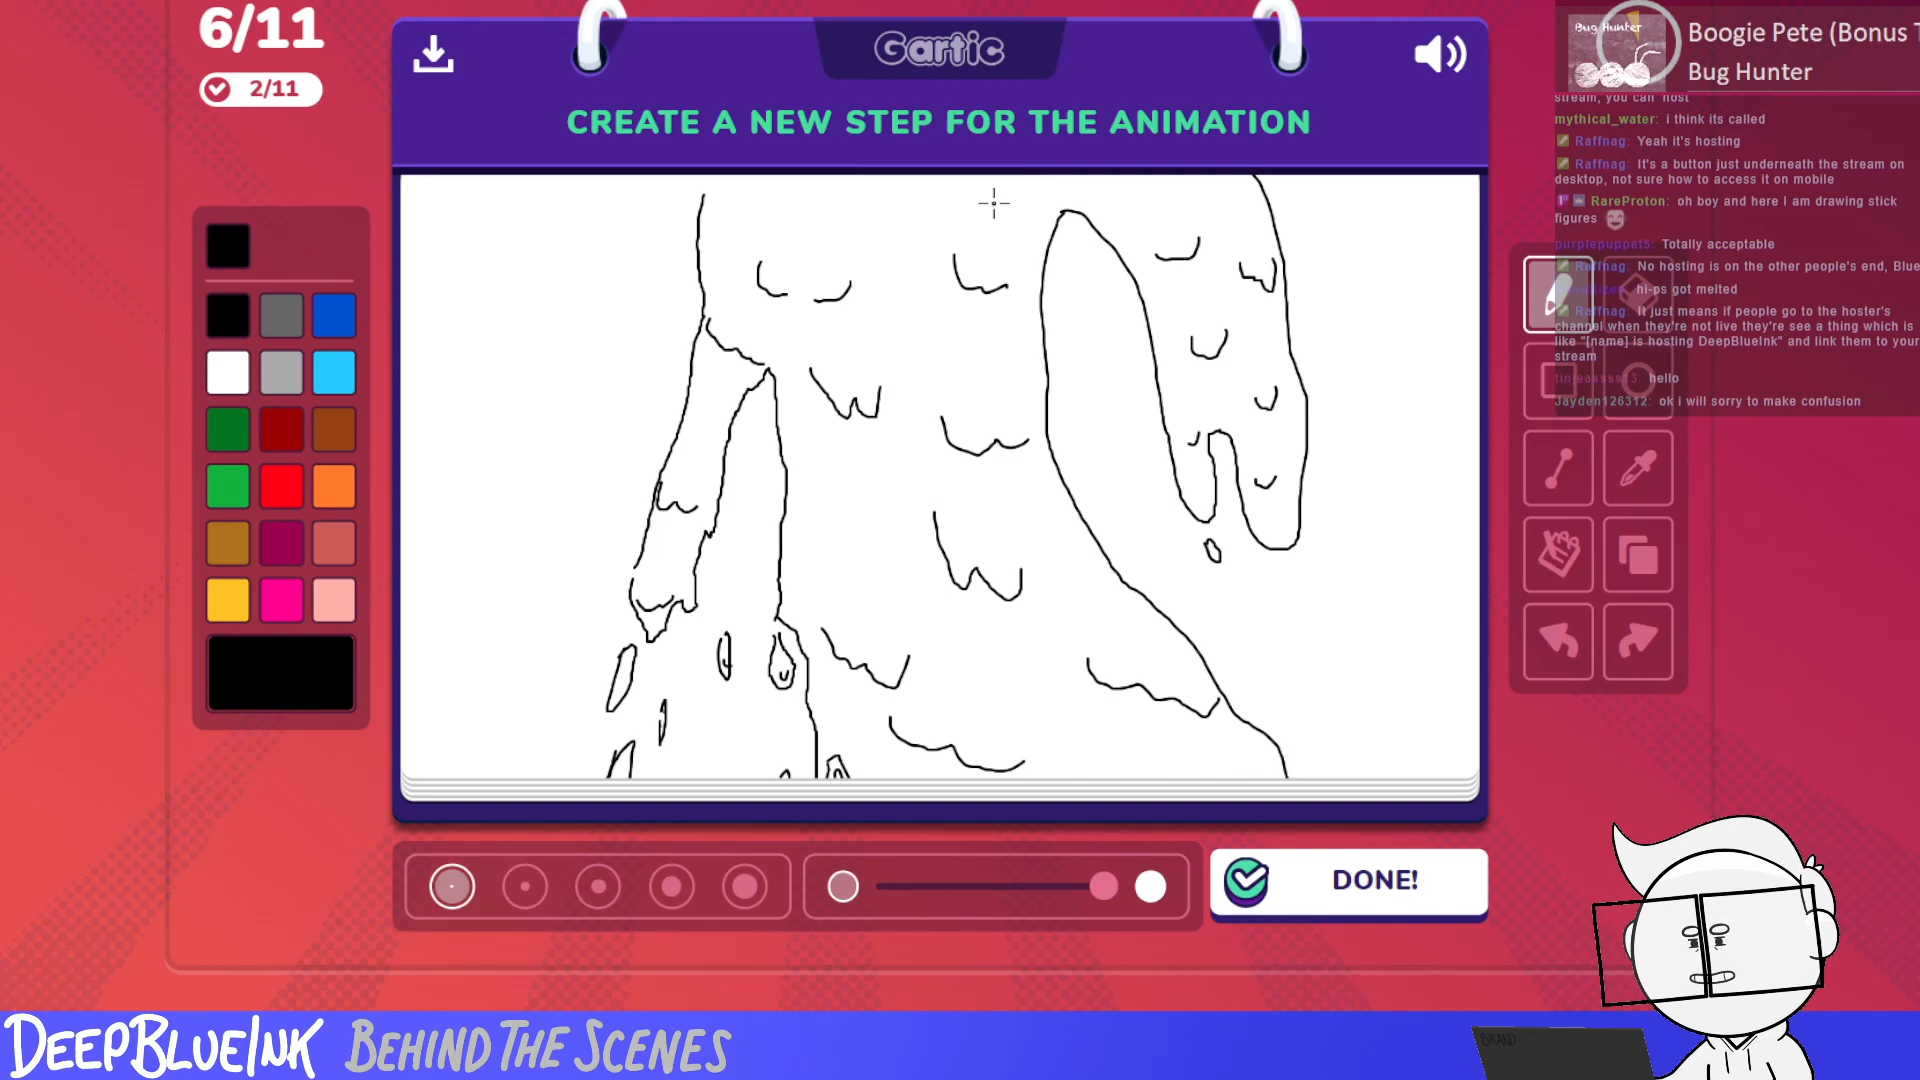 6/11
2/11
Gartic
CREATE A NEW STEP FOR THE ANIMATION
Bug Hunter
Boogie Pete (Bonus T
Bug Hunter
stream, you can host
mythical_water: i think its called
Raffnag: Yeah it's hosting
Raffnag: It's a button just underneath the stream on
desktop, not sure how to access it on mobile
RareProton: oh boy and here I am drawing stick
figures
purplepuppet5: Totally acceptable
Raffnag: No hosting is on the other people's end, Blue
hi-ps got melted
Raffnag: It just means if people go to the hoster's
channel when they're not live they're see a thing which is
like "[name] is hosting DeepBlueInk" and link them to your
stream
hello
Jayden126312: ok i will sorry to make confusion
DONE!
DEEPBLUEINK BEHIND THE SCENES
BRAND